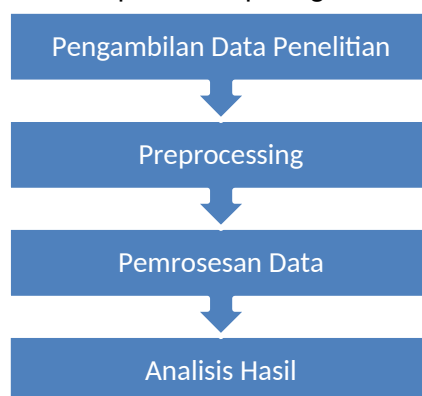 Pengambilan Data Penelitian
Preprocessing
Pemrosesan Data
Analisis Hasil